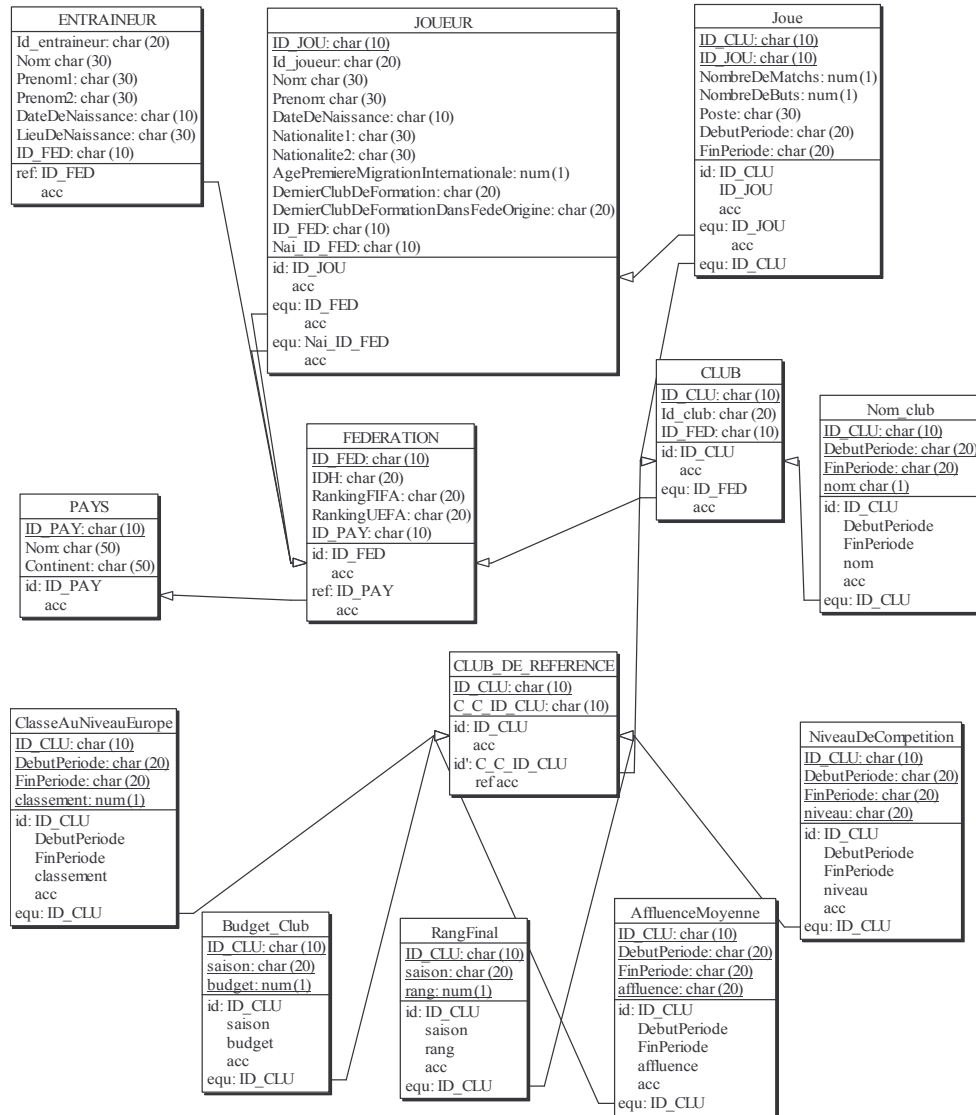 ENTRAINEUR
Id_entraineur: char (20)
Nom: char (30)
Prenom1: char (30)
Prenom2: char (30)
DateDeNaissance: char (10)
LieuDeNaissance: char (30)
ID_FED: char (10)
ref: ID_FED
acc
JOUEUR
ID_JOU: char (10)
Id_joueur: char (20)
Nom: char (30)
Prenom: char (30)
DateDeNaissance: char (10)
Nationalite1: char (30)
Nationalite2: char (30)
AgePremiereMigrationInternationale: num (1)
DernierClubDeFormation: char (20)
DernierClubDeFormationDansFedeOrigine: char (20)
ID_FED: char (10)
Nai_ID_FED: char (10)
id: ID_JOU
acc
equ: ID_FED
acc
equ: Nai_ID_FED
acc
Joue
ID_CLU: char (10)
ID_JOU: char (10)
NombreDeMatchs: num (1)
NombreDeButs: num (1)
Poste: char (30)
DebutPeriode: char (20)
FinPeriode: char (20)
id: ID_CLU
ID_JOU
acc
equ: ID_JOU
acc
equ: ID_CLU
CLUB
ID_CLU: char (10)
Id_club: char (20)
ID_FED: char (10)
id: ID_CLU
acc
equ: ID_FED
acc
Nom_club
ID_CLU: char (10)
DebutPeriode: char (20)
FinPeriode: char (20)
nom: char (1)
id: ID_CLU
DebutPeriode
FinPeriode
nom
acc
equ: ID_CLU
FEDERATION
ID_FED: char (10)
IDH: char (20)
RankingFIFA: char (20)
RankingUEFA: char (20)
ID_PAY: char (10)
id: ID_FED
acc
ref: ID_PAY
acc
PAYS
ID_PAY: char (10)
Nom: char (50)
Continent: char (50)
id: ID_PAY
acc
CLUB_DE_REFERENCE
ID_CLU: char (10)
C_C_ID_CLU: char (10)
id: ID_CLU
acc
id': C_C_ID_CLU
ref acc
ClasseAuNiveauEurope
ID_CLU: char (10)
DebutPeriode: char (20)
FinPeriode: char (20)
classement: num (1)
id: ID_CLU
DebutPeriode
FinPeriode
classement
acc
equ: ID_CLU
NiveauDeCompetition
ID_CLU: char (10)
DebutPeriode: char (20)
FinPeriode: char (20)
niveau: char (20)
id: ID_CLU
DebutPeriode
FinPeriode
niveau
acc
equ: ID_CLU
Budget_Club
ID_CLU: char (10)
saison: char (20)
budget: num (1)
id: ID_CLU
saison
budget
acc
equ: ID_CLU
RangFinal
ID_CLU: char (10)
saison: char (20)
rang: num (1)
id: ID_CLU
saison
rang
acc
equ: ID_CLU
AffluenceMoyenne
ID_CLU: char (10)
DebutPeriode: char (20)
FinPeriode: char (20)
affluence: char (20)
id: ID_CLU
DebutPeriode
FinPeriode
affluence
acc
equ: ID_CLU